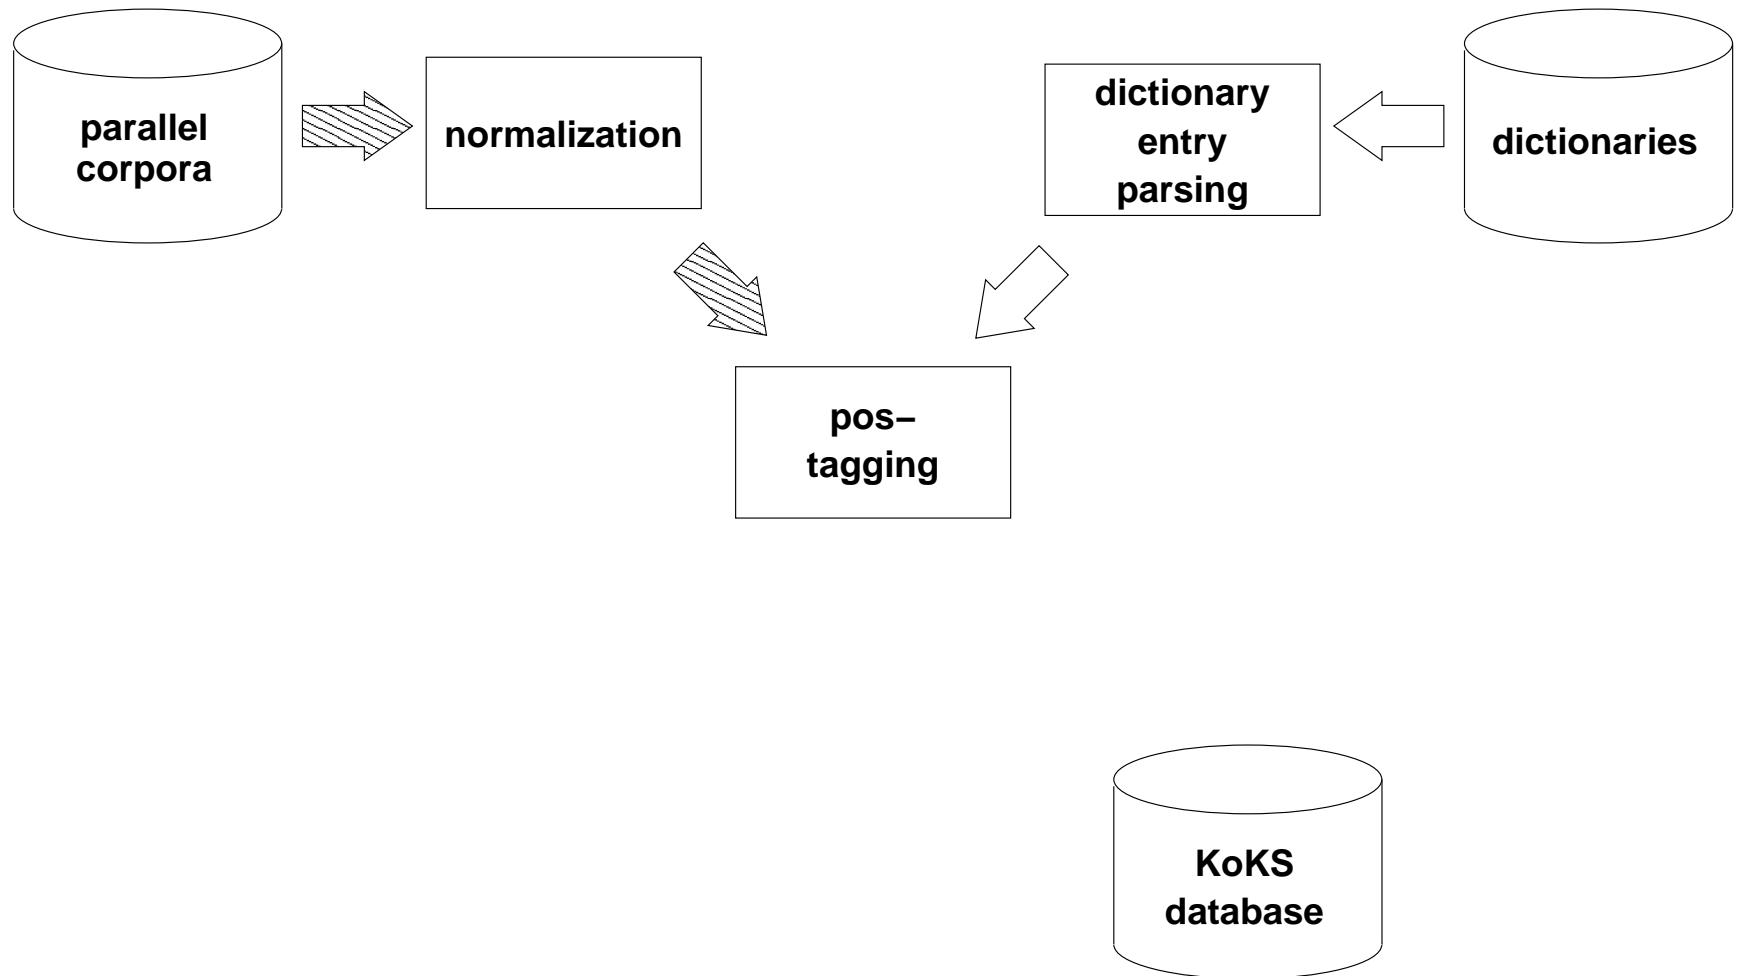 parallel
corpora
normalization
dictionary
entry
parsing
dictionaries
pos−
tagging
KoKS
database